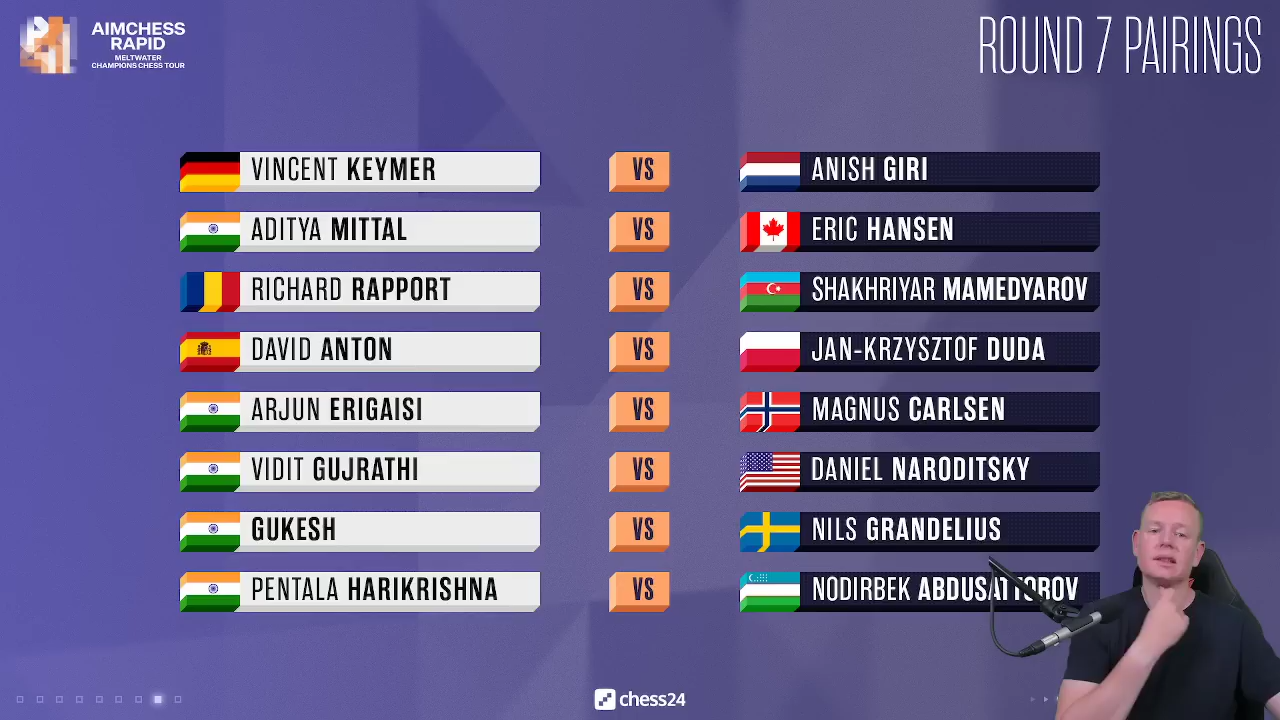 AIMCHESS
RAPID
MELTWATER
CHAMPIONS CHESS TOUR
ROUND 7 PAIRINGS
VINCENT KEYMER VS ANISH GIRI
ADITYA MITTAL VS ERIC HANSEN
RICHARD RAPPORT VS SHAKHRIYAR MAMEDYAROV
DAVID ANTON VS JAN-KRZYSZTOF DUDA
ARJUN ERIGAISI VS MAGNUS CARLSEN
VIDIT GUJRATHI VS DANIEL NARODITSKY
GUKESH VS NILS GRANDELIUS
PENTALA HARIKRISHNA VS NODIRBEK ABDUSATTOROV
chess24